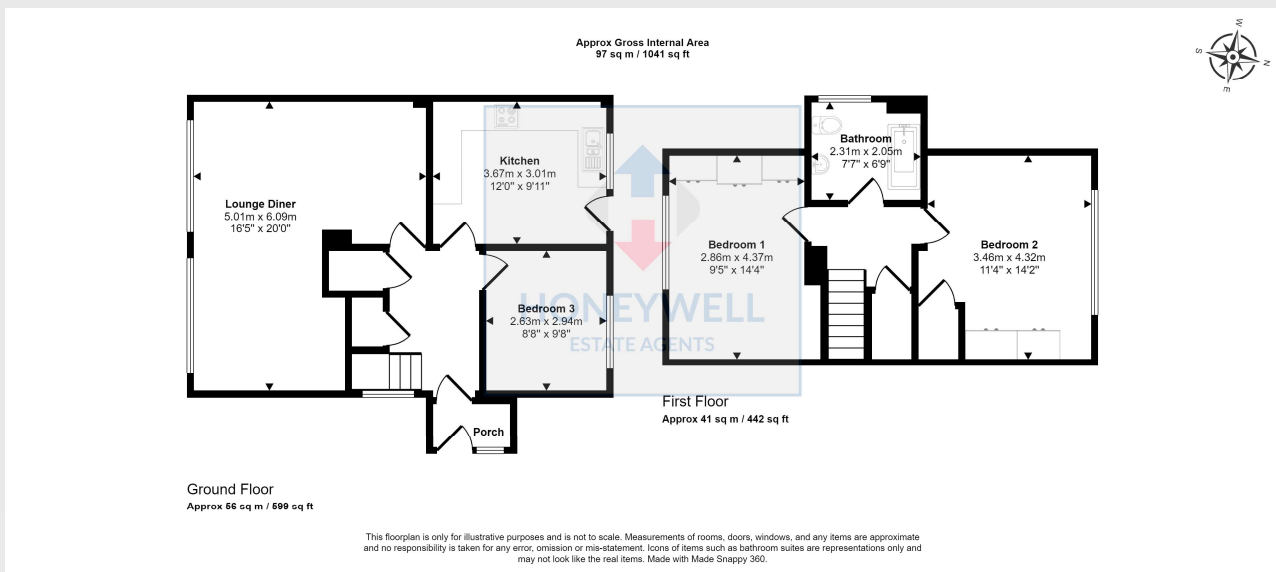 Approx Gross Internal Area
97 sq m / 1041 sq ft
W
N
S
E
Lounge Diner
5.01m x 6.09m
16'5" x 20'0"
Kitchen
3.67m x 3.01m
12'0" x 9'11"
Bedroom 3
2.63m x 2.94m
8'8" x 9'8"
Porch
HONEYWELL
ESTATE AGENTS
Bathroom
2.31m x 2.05m
7'7" x 6'9"
Bedroom 1
2.86m x 4.37m
9'5" x 14'4"
Bedroom 2
3.46m x 4.32m
11'4" x 14'2"
First Floor
Approx 41 sq m / 442 sq ft
Ground Floor
Approx 56 sq m / 599 sq ft
This floorplan is only for illustrative purposes and is not to scale. Measurements of rooms, doors, windows, and any items are approximate
and no responsibility is taken for any error, omission or mis-statement. Icons of items such as bathroom suites are representations only and
may not look like the real items. Made with Made Snappy 360.